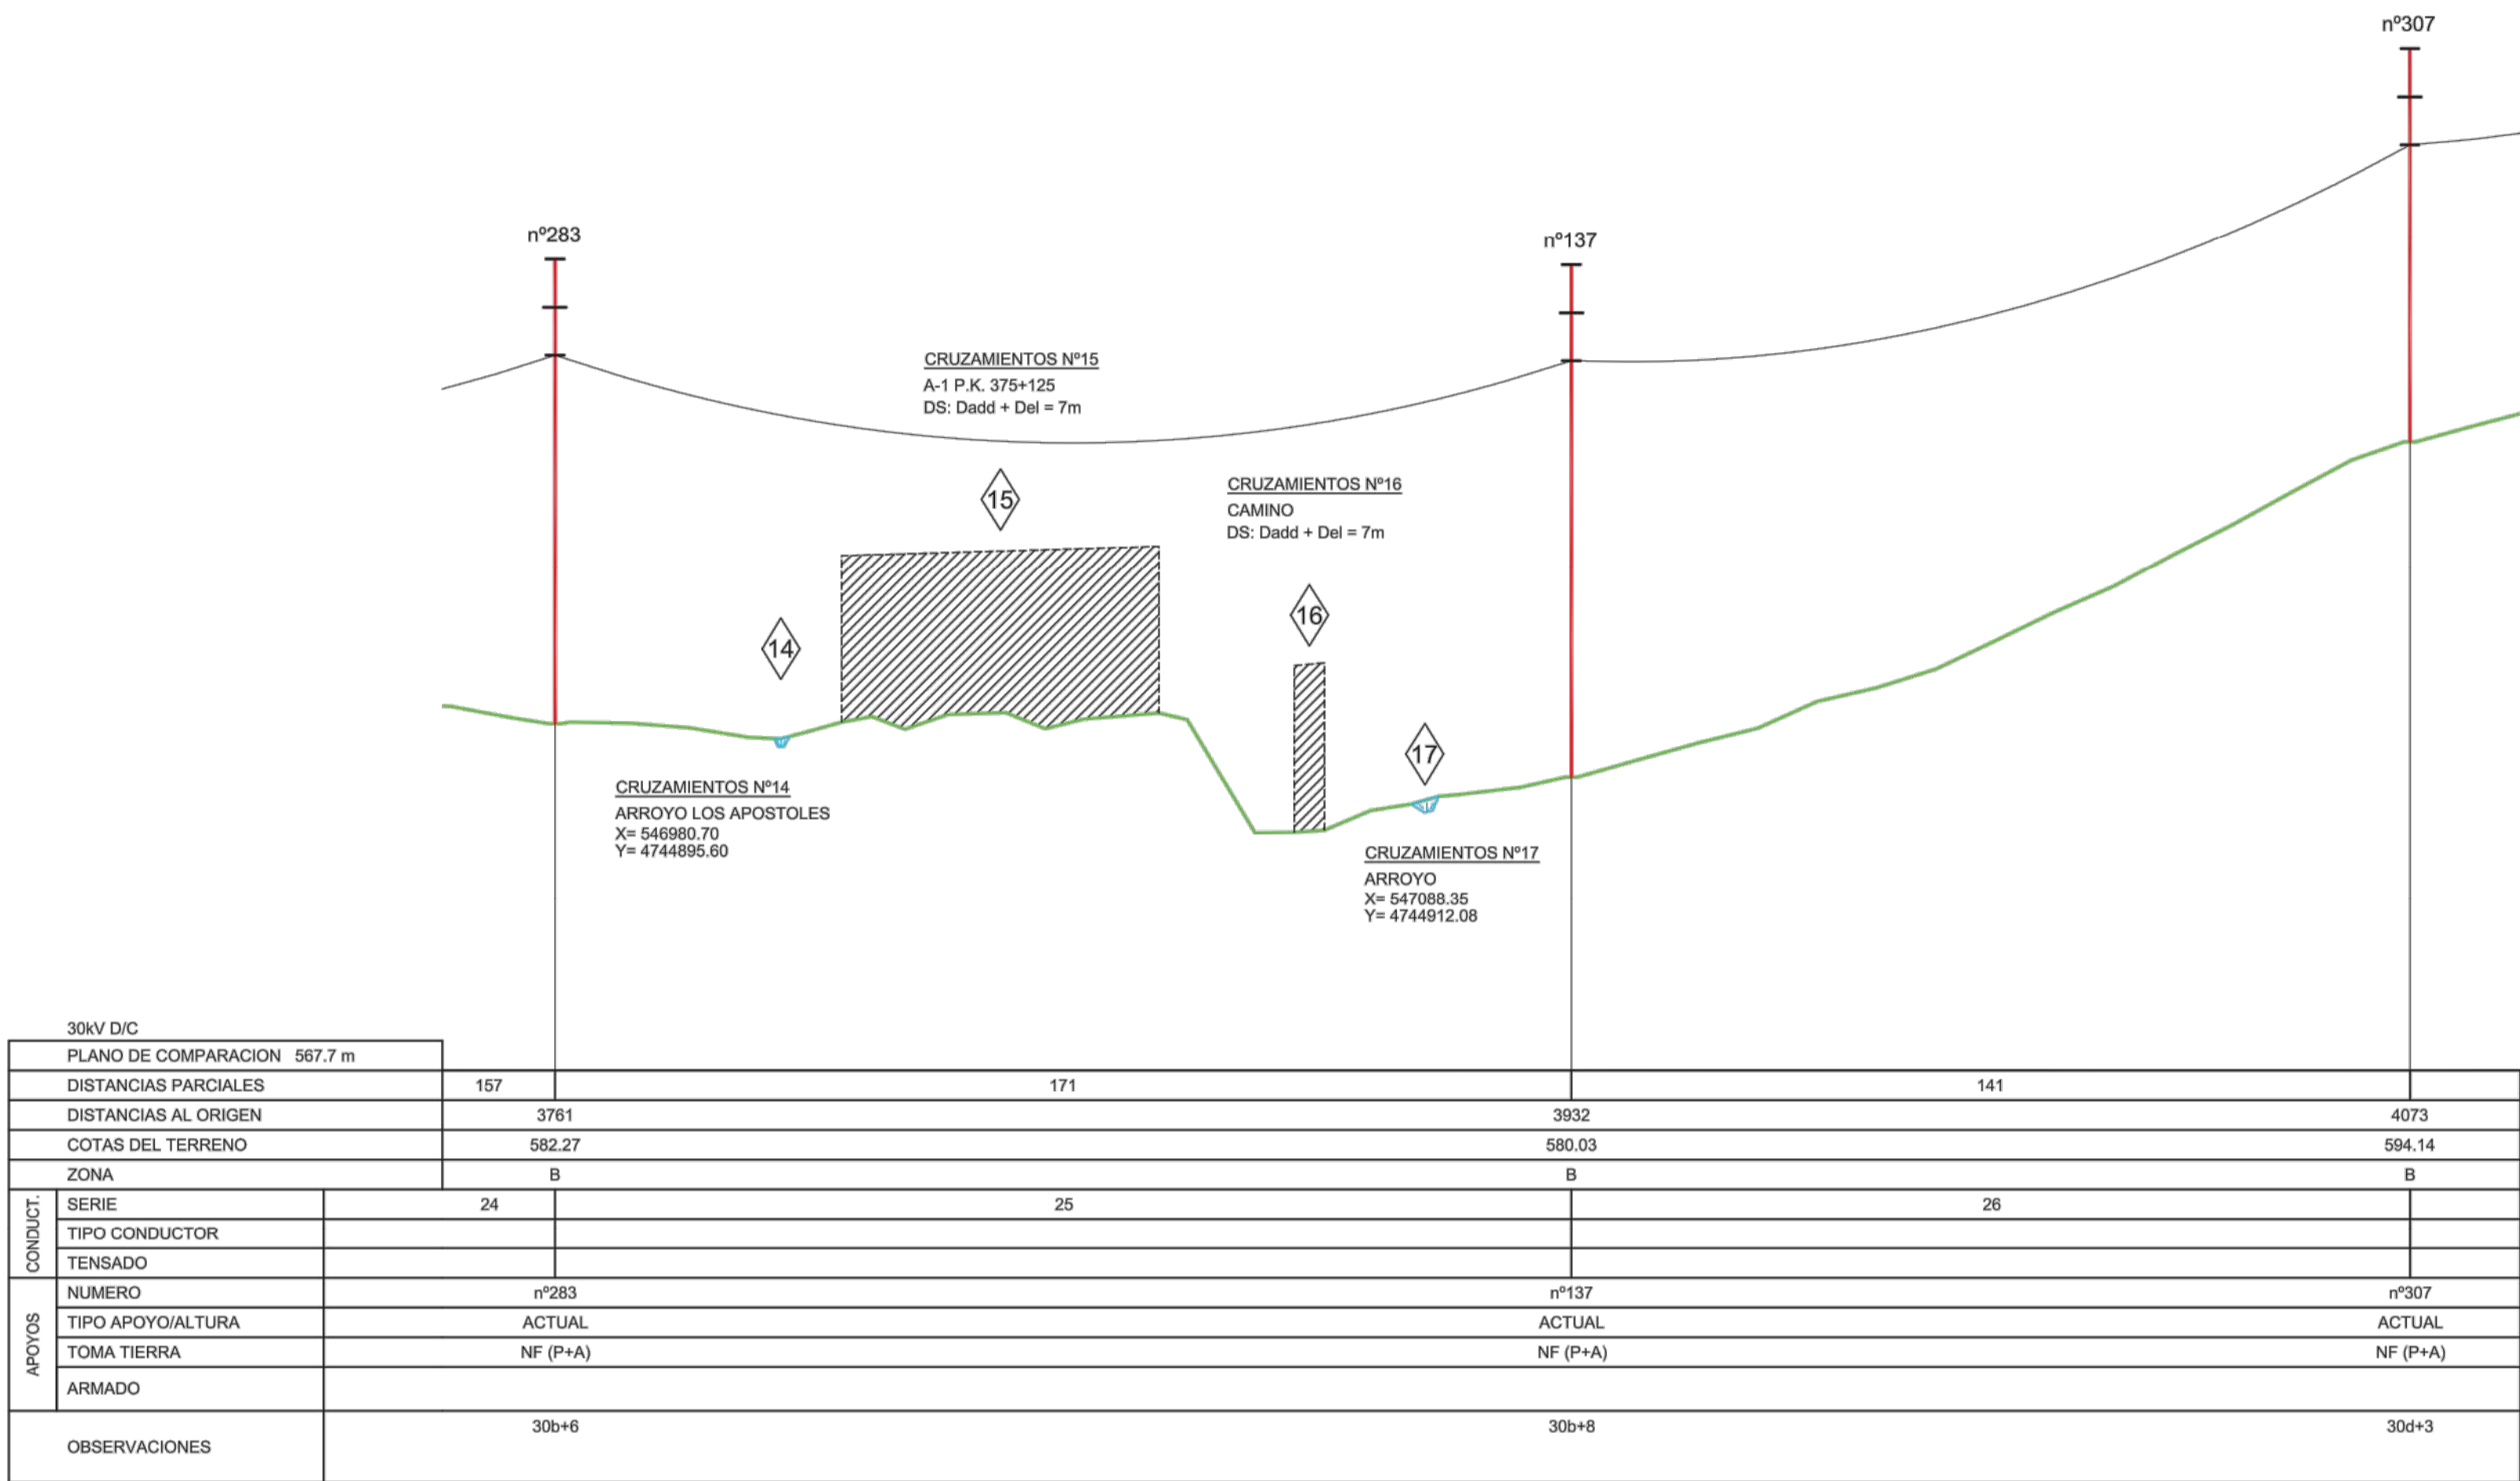 nº307
nº283
nº137
CRUZAMIENTOS Nº15
A-1 P.K. 375+125
DS: Dadd + Del = 7m
15
CRUZAMIENTOS Nº16
CAMINO
DS: Dadd + Del = 7m
16
14
17
CRUZAMIENTOS Nº14
ARROYO LOS APOSTOLES
X= 546980.70
Y= 4744895.60
CRUZAMIENTOS Nº17
ARROYO
X= 547088.35
Y= 4744912.08
30kV D/C
PLANO DE COMPARACION 567.7 m
DISTANCIAS PARCIALES 157 171 141
DISTANCIAS AL ORIGEN 3761 3932 4073
COTAS DEL TERRENO 582.27 580.03 594.14
ZONA B B B
CONDUCT.
SERIE 24 25 26
TIPO CONDUCTOR
TENSADO
APOYOS
NUMERO nº283 nº137 nº307
TIPO APOYO/ALTURA ACTUAL ACTUAL ACTUAL
TOMA TIERRA NF (P+A) NF (P+A) NF (P+A)
ARMADO
OBSERVACIONES 30b+6 30b+8 30d+3